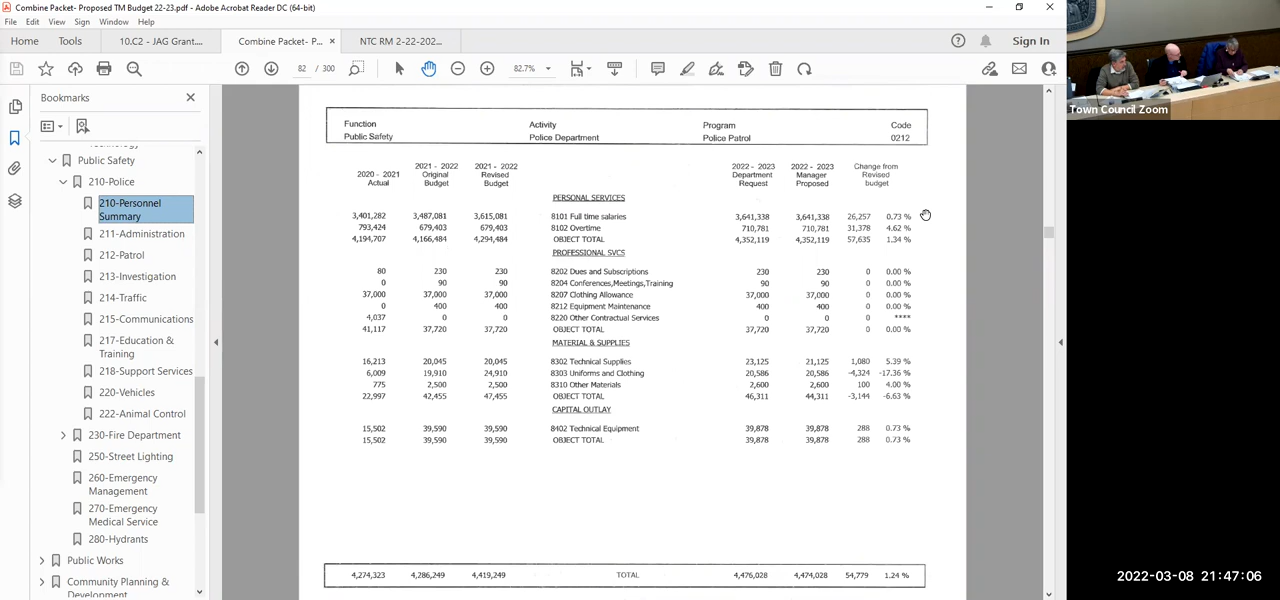 Combine Packet- Proposed TM Budget 22-23.pdf - Adobe Acrobat Reader DC (64-bit)
File Edit View Sign Window Help
Home Tools 10.C2 - JAG Grant... Combine Packet- P... × NTC RM 2-22-202... Sign In
82 / 300 82.7%
Bookmarks
Public Safety
210-Police
210-Personnel
Summary
211-Administration
212-Patrol
213-Investigation
214-Traffic
215-Communications
217-Education &
Training
218-Support Services
220-Vehicles
222-Animal Control
230-Fire Department
250-Street Lighting
260-Emergency
Management
270-Emergency
Medical Service
280-Hydrants
Public Works
Community Planning &
Development
Function Activity Program Code
Public Safety Police Department Police Patrol 0212
2020 - 2021
Actual
2021 - 2022
Original
Budget
2021 - 2022
Revised
Budget
2022 - 2023
Department
Request
2022 - 2023
Manager
Proposed
Change from
Revised
budget
PERSONAL SERVICES
3,401,282 3,487,081 3,615,081 8101 Full time salaries 3,641,338 3,641,338 26,257 0.73 %
793,424 679,403 679,403 8102 Overtime 710,781 710,781 31,378 4.62 %
4,194,707 4,166,484 4,294,484 OBJECT TOTAL 4,352,119 4,352,119 57,635 1.34 %
PROFESSIONAL SVCS
80 230 230 8202 Dues and Subscriptions 230 230 0 0.00 %
0 90 90 8204 Conferences,Meetings,Training 90 90 0 0.00 %
37,000 37,000 37,000 8207 Clothing Allowance 37,000 37,000 0 0.00 %
0 400 400 8212 Equipment Maintenance 400 400 0 0.00 %
4,037 0 0 8220 Other Contractual Services 0 0 0 ****
41,117 37,720 37,720 OBJECT TOTAL 37,720 37,720 0 0.00 %
MATERIAL & SUPPLIES
16,213 20,045 20,045 8302 Technical Supplies 23,125 21,125 1,080 5.39 %
6,009 19,910 24,910 8303 Uniforms and Clothing 20,586 20,586 -4,324 -17.36 %
775 2,500 2,500 8310 Other Materials 2,600 2,600 100 4.00 %
22,997 42,455 47,455 OBJECT TOTAL 46,311 44,311 -3,144 -6.63 %
CAPITAL OUTLAY
15,502 39,590 39,590 8402 Technical Equipment 39,878 39,878 288 0.73 %
15,502 39,590 39,590 OBJECT TOTAL 39,878 39,878 288 0.73 %
4,274,323 4,286,249 4,419,249 TOTAL 4,476,028 4,474,028 54,779 1.24 %
Town Council Zoom
2022-03-08 21:47:06